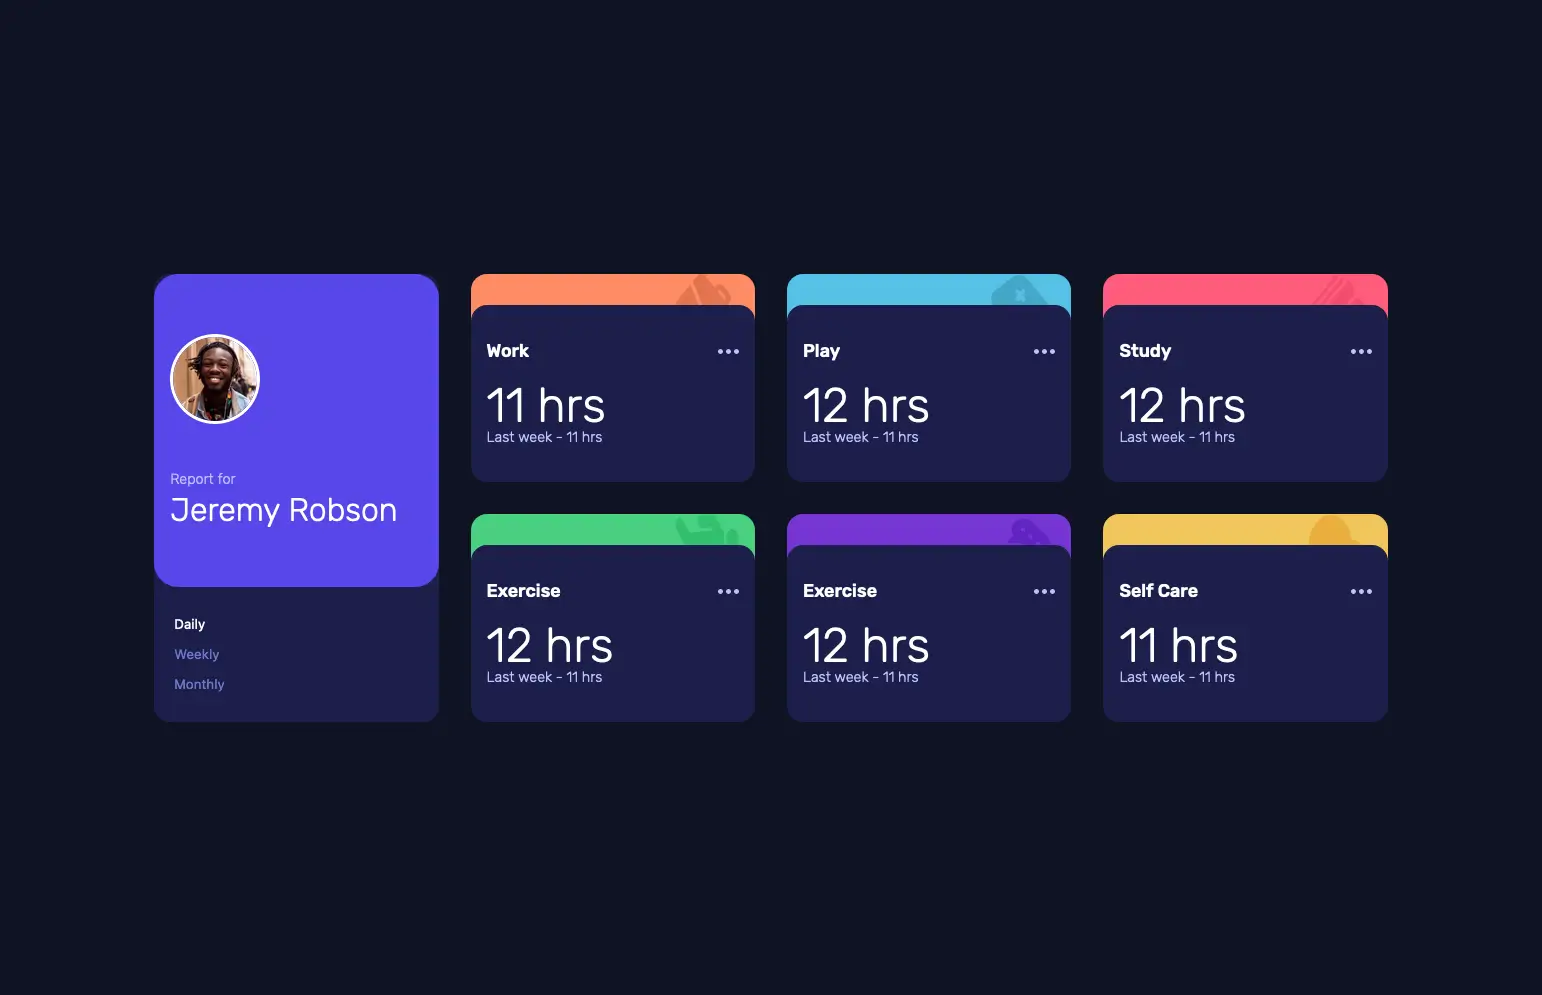 Report for
Jeremy Robson
Daily
Weekly
Monthly
Work
11 hrs
Last week - 11 hrs
Play
12 hrs
Last week - 11 hrs
Study
12 hrs
Last week - 11 hrs
Exercise
12 hrs
Last week - 11 hrs
Exercise
12 hrs
Last week - 11 hrs
Self Care
11 hrs
Last week - 11 hrs